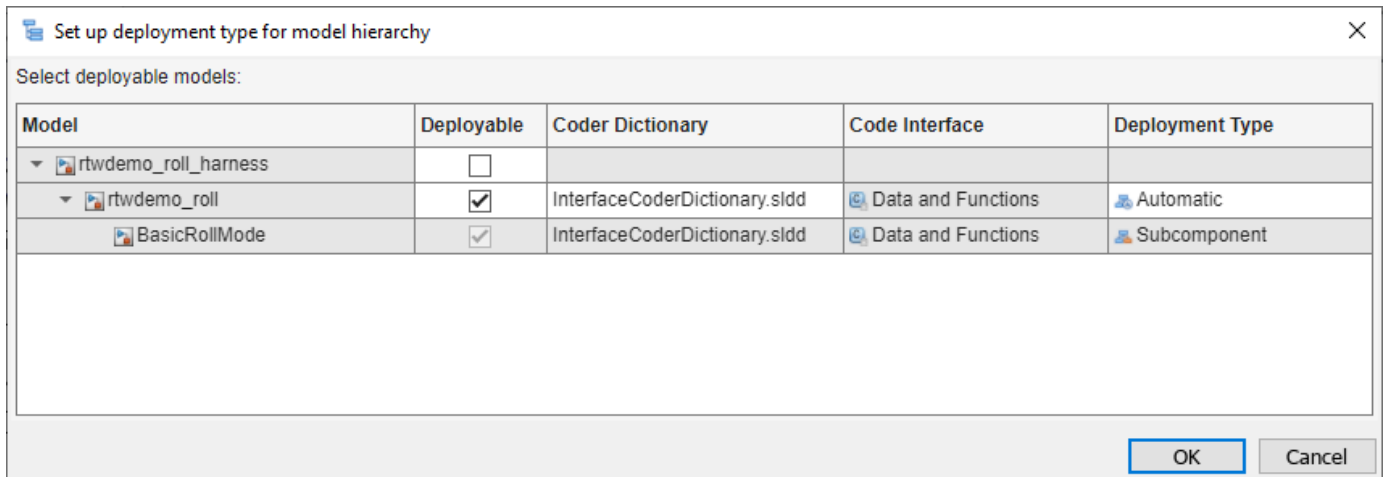 Set up deployment type for model hierarchy
Select deployable models:
Model Deployable Coder Dictionary Code Interface Deployment Type
rtwdemo_roll_harness
rtwdemo_roll InterfaceCoderDictionary.sldd Data and Functions Automatic
BasicRollMode InterfaceCoderDictionary.sldd Data and Functions Subcomponent
OK Cancel